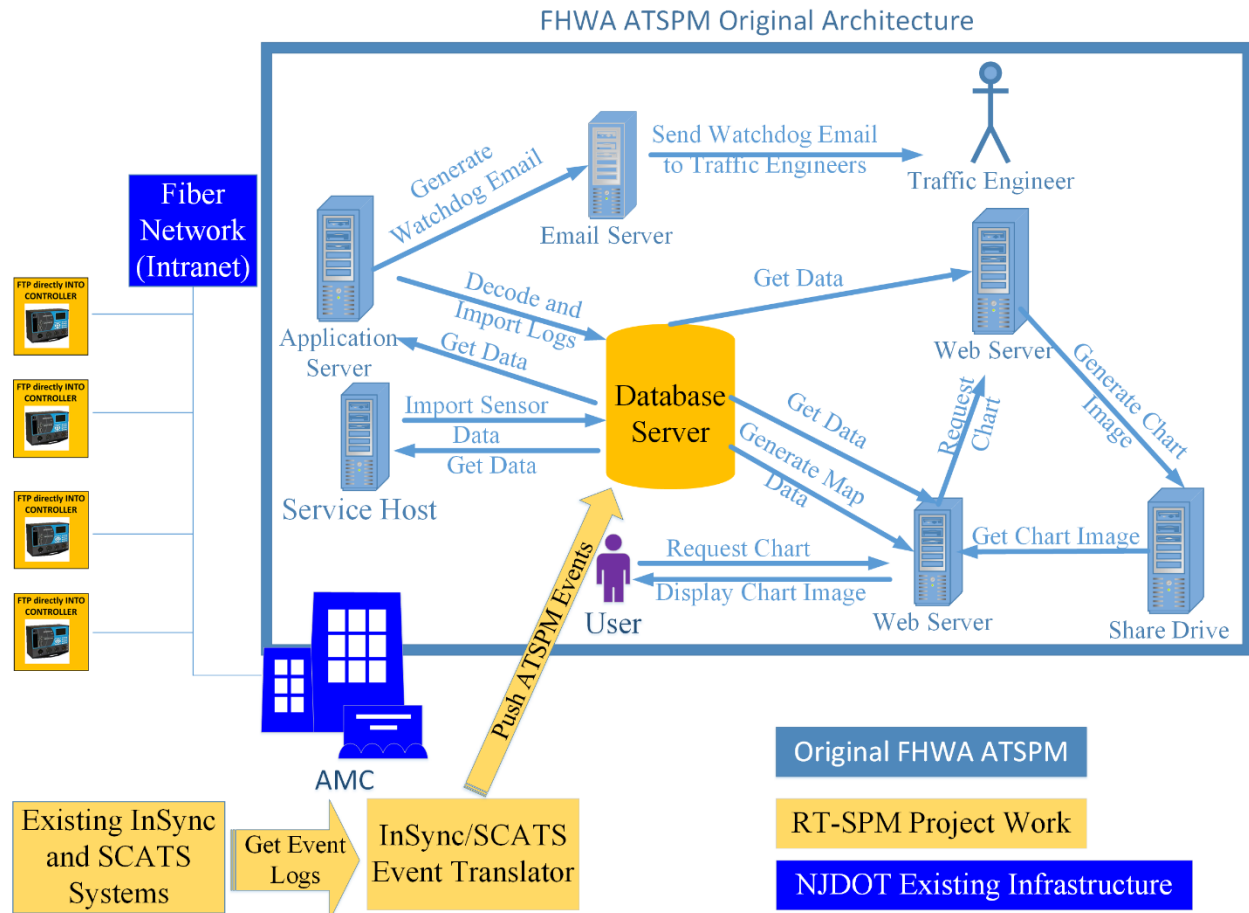 FHWA ATSPM Original Architecture
Fiber
Network
(Intranet)
FTP directly INTO
CONTROLLER
FTP directly INTO
CONTROLLER
FTP directly INTO
CONTROLLER
FTP directly INTO
CONTROLLER
Generate
Watchdog Email
Send Watchdog Email
to Traffic Engineers
Traffic Engineer
Email Server
Application
Server
Decode and
Import Logs
Get Data
Get Data
Web Server
Import Sensor
Data
Get Data
Service Host
Database
Server
Get Data
Generate Map
Data
Request
Chart
Generate Chart
Image
Get Chart Image
Request Chart
Display Chart Image
User
Web Server
Share Drive
Push ATSPM Events
AMC
Existing InSync
and SCATS
Systems
Get Event
Logs
InSync/SCATS
Event Translator
Original FHWA ATSPM
RT-SPM Project Work
NJDOT Existing Infrastructure